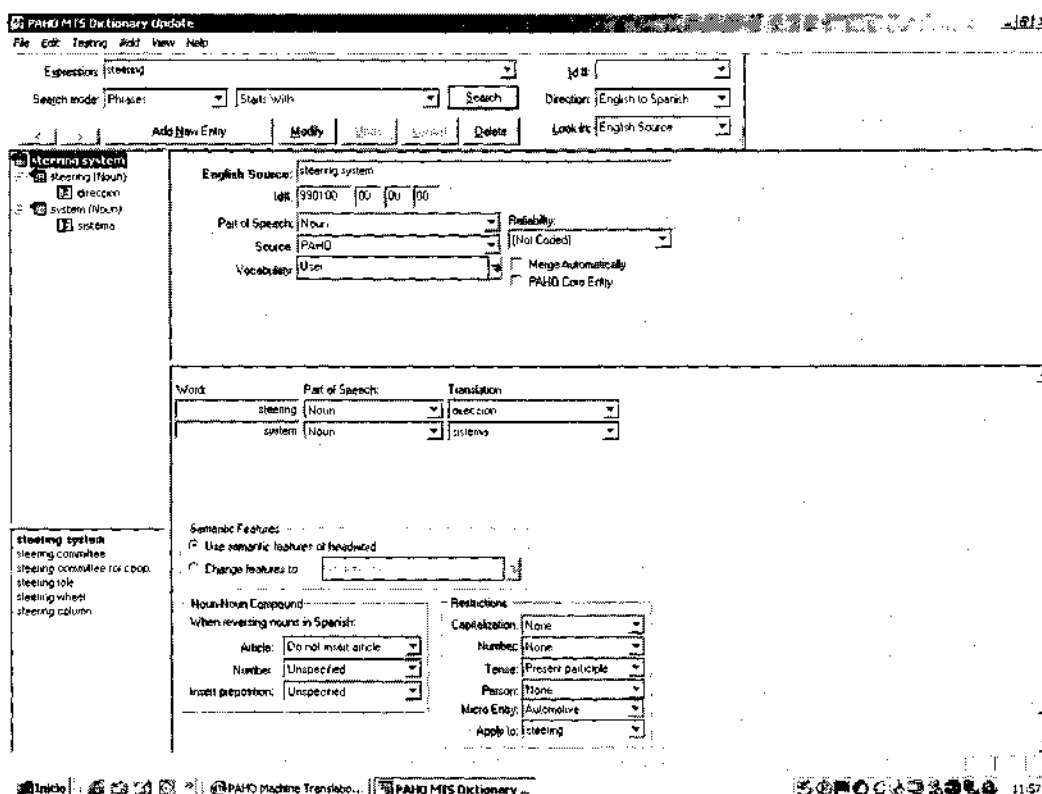 PAHO MTS Dictionary Update
File Edit Testing Add View Help
Expression: steering Id #:
Search mode: Phrases Starts With Search Direction: English to Spanish
< > Add New Entry Modify Cancel Delete Look in: English Source
steering system
steering (Noun)
dirección
system (Noun)
sistema
English Source: steering system
Id#: 990100 00 00 00
Part of Speech: Noun Reliability:
Source: PAHO [Not Coded]
Vocabulary: User Merge Automatically
PAHO Core Entry
Word: Part of Speech: Translation
steering Noun dirección
system Noun sistema
Semantic Features
Use semantic features of headword
Change features to
steering system
steering committee
steering committee for coop.
steering role
steering wheel
steering column
Noun-Noun Compound
When reversing nouns in Spanish:
Article: Do not insert article
Number: Unspecified
Insert preposition: Unspecified
Restrictions
Capitalization: None
Number: None
Tense: Present participle
Person: None
Micro Entry: Automotive
Apply to: steering
Inicio PAHO Machine Translatio... PAHO MTS Dictionary ... 11:57